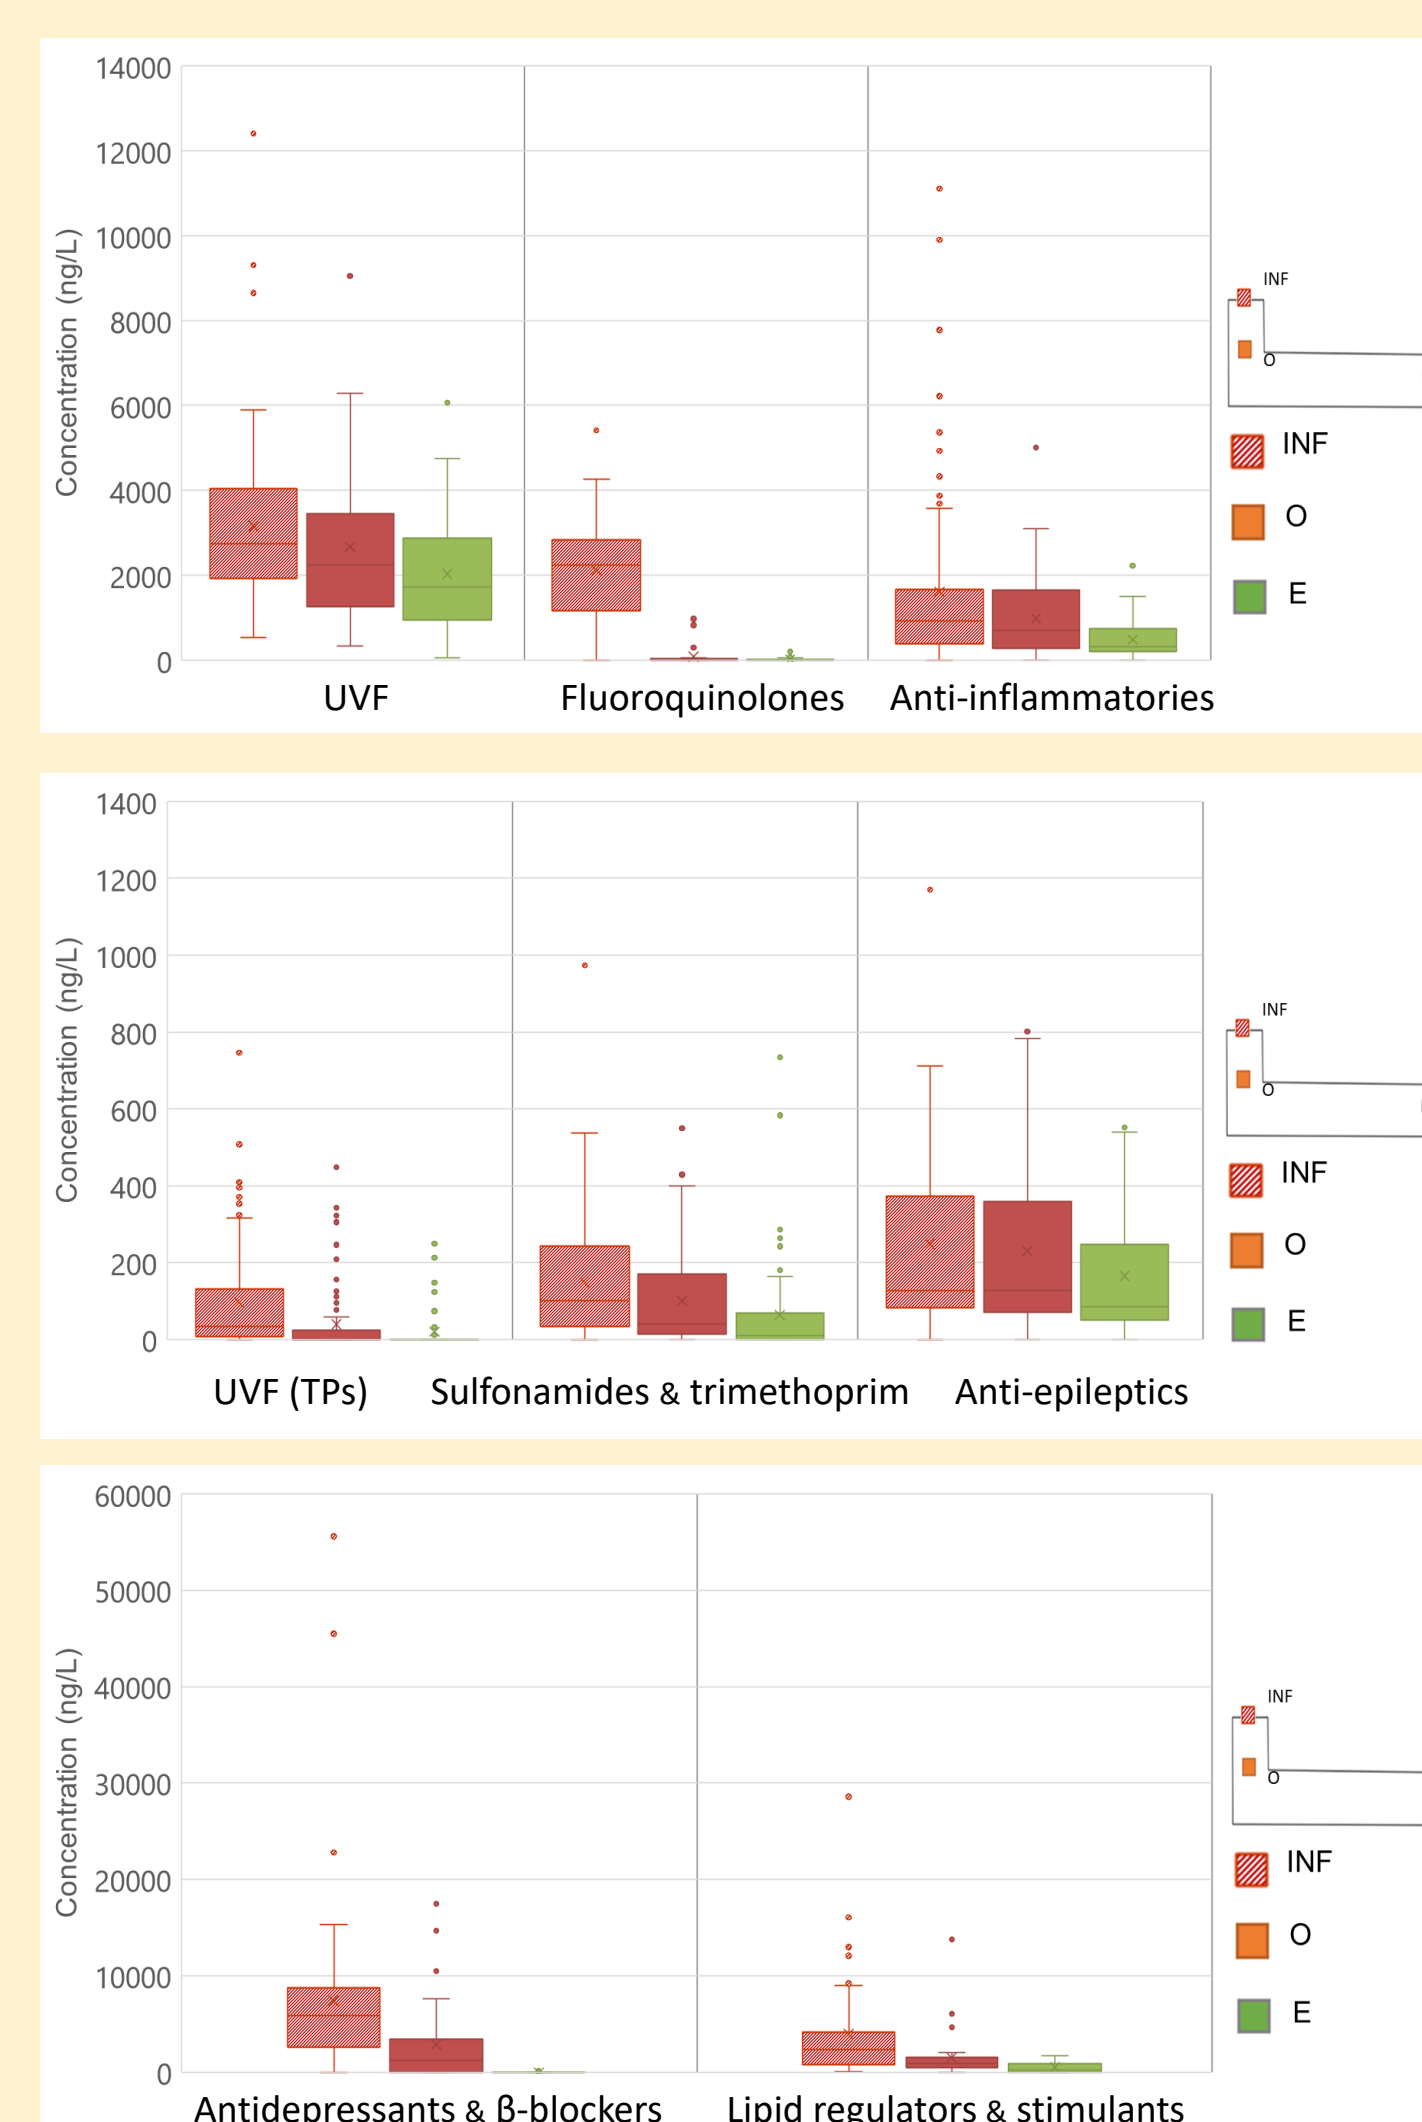 14000
12000
10000
8000
6000
4000
2000
0
Concentration (ng/L)
UVF Fluoroquinolones Anti-inflammatories
INF
O
INF
O
E
1400
1200
1000
800
600
400
200
0
Concentration (ng/L)
UVF (TPs) Sulfonamides & trimethoprim Anti-epileptics
INF
O
INF
O
E
60000
50000
40000
30000
20000
10000
0
Concentration (ng/L)
Antidepressants & β-blockers Lipid regulators & stimulants
INF
O
INF
O
E